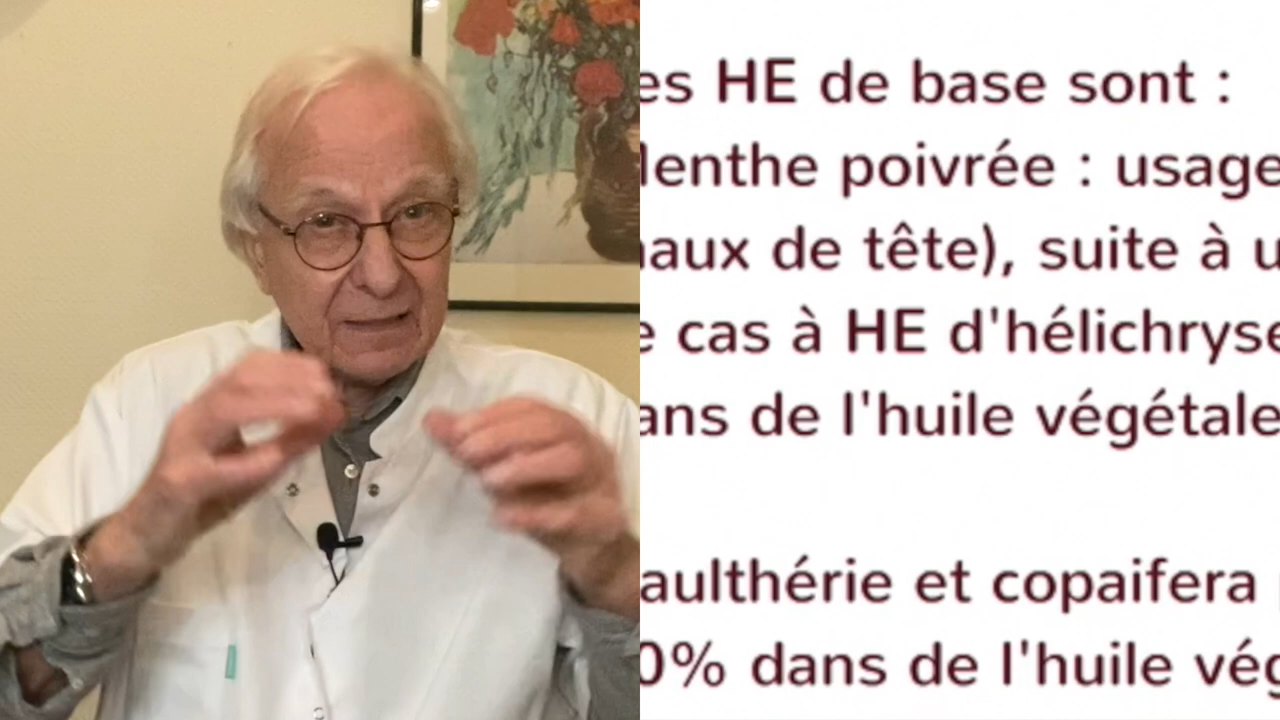 es HE de base sont :
lenthe poivrée : usage
naux de tête), suite à u
e cas à HE d'hélichryse
ans de l'huile végétale
aulthérie et copaifera p
0% dans de l'huile vég